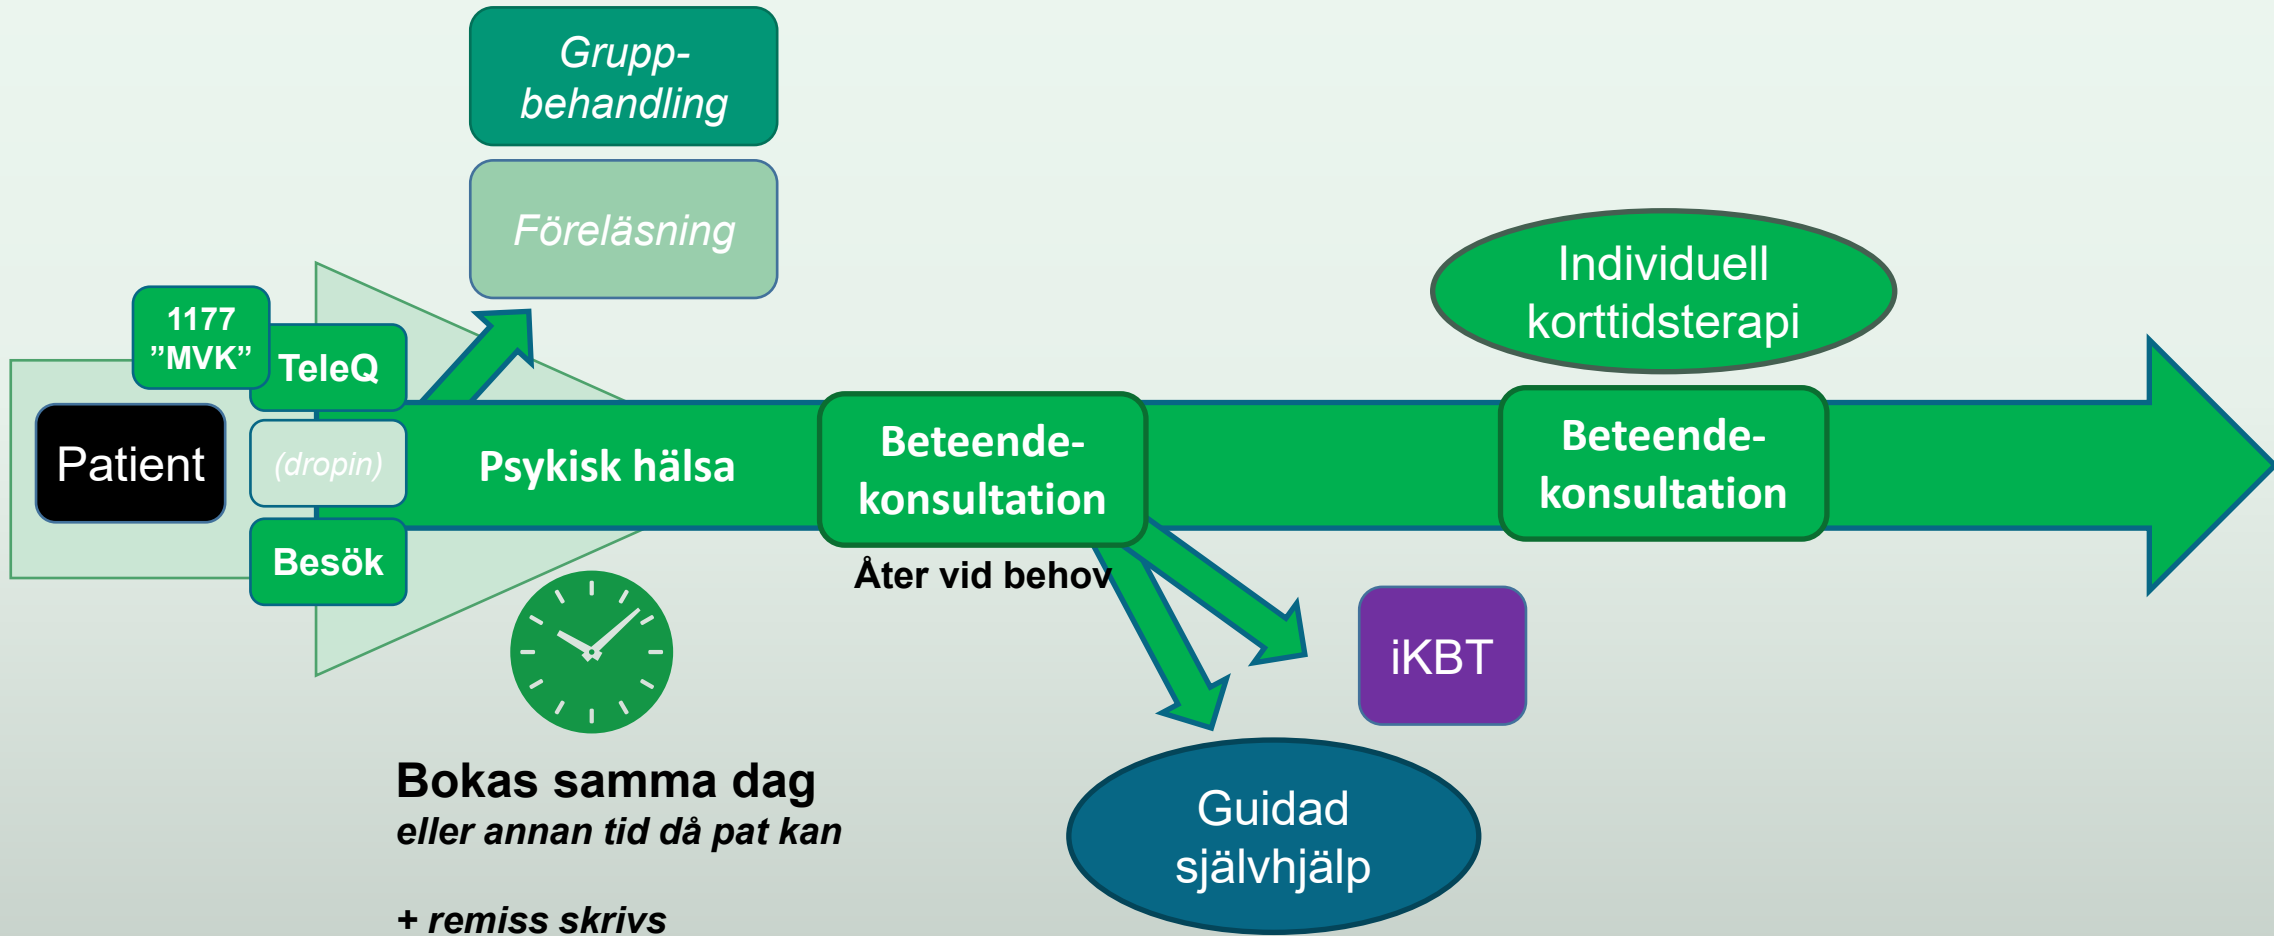 Grupp-
behandling
Föreläsning
1177
”MVK”
TeleQ
Patient
(dropin)
Besök
Psykisk hälsa
Beteende-
konsultation
Åter vid behov
Individuell
korttidsterapi
Beteende-
konsultation
iKBT
Guidad
självhjälp
Bokas samma dag
eller annan tid då pat kan
+ remiss skrivs